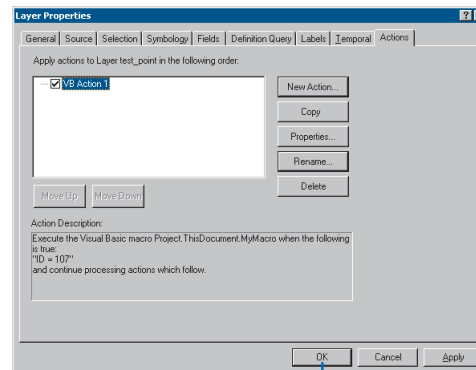 Layer Properties
?
General Source Selection Symbology Fields Definition Query Labels Temporal Actions
Apply actions to Layer test_point in the following order:
VB Action 1
New Action...
Copy
Properties...
Rename...
Delete
Move Up Move Down
Action Description:
Execute the Visual Basic macro Project.ThisDocument.MyMacro when the following
is true:
"ID = 107"
and continue processing actions which follow.
OK Cancel Apply